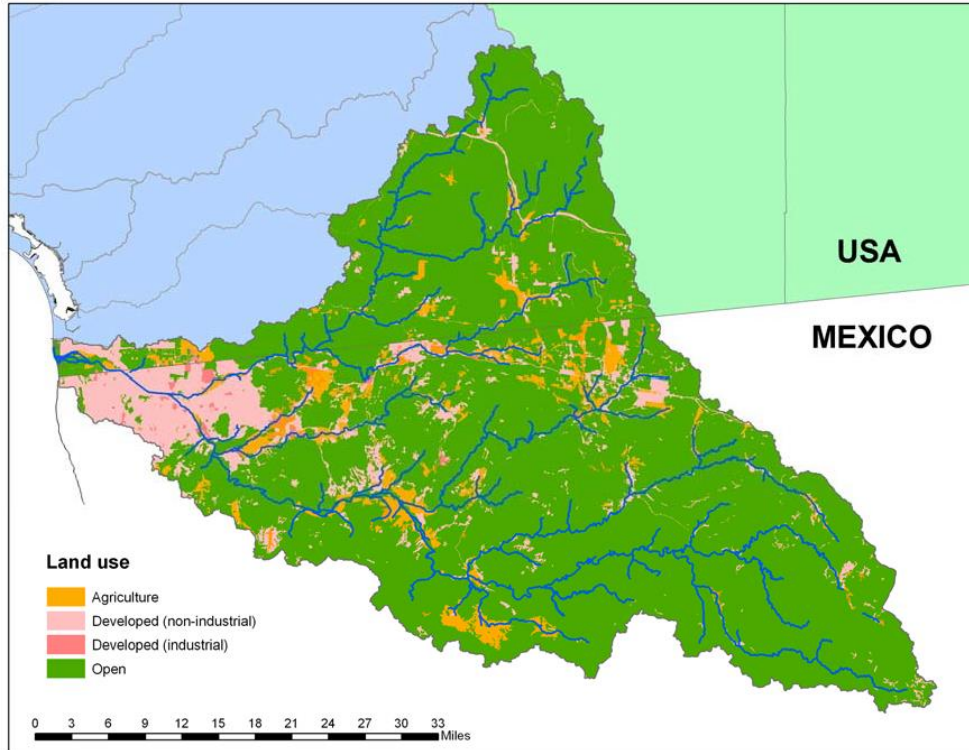 USA
MEXICO
Land use
Agriculture
Developed (non-industrial)
Developed (industrial)
Open
0 3 6 9 12 15 18 21 24 27 30 33
Miles